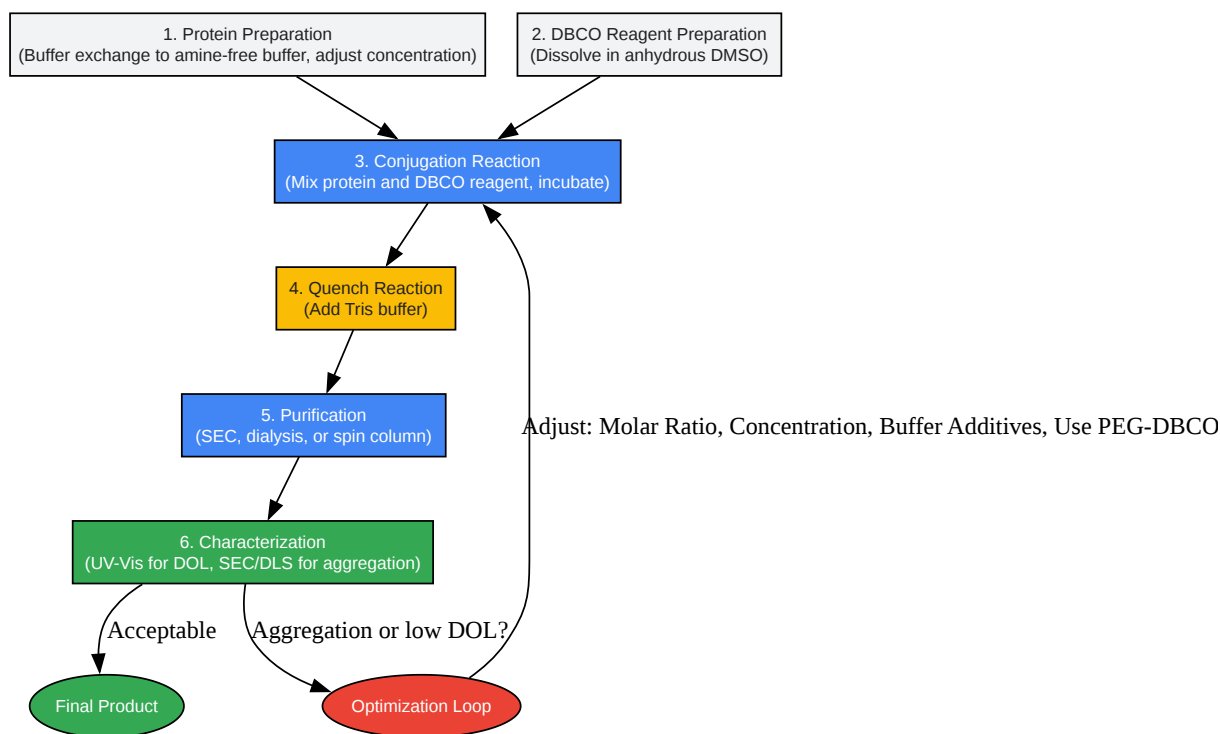 1. Protein Preparation
(Buffer exchange to amine-free buffer, adjust concentration)
2. DBCO Reagent Preparation
(Dissolve in anhydrous DMSO)
3. Conjugation Reaction
(Mix protein and DBCO reagent, incubate)
4. Quench Reaction
(Add Tris buffer)
5. Purification
(SEC, dialysis, or spin column)
Adjust: Molar Ratio, Concentration, Buffer Additives, Use PEG-DBCO
6. Characterization
(UV-Vis for DOL, SEC/DLS for aggregation)
Acceptable
Aggregation or low DOL?
Final Product
Optimization Loop